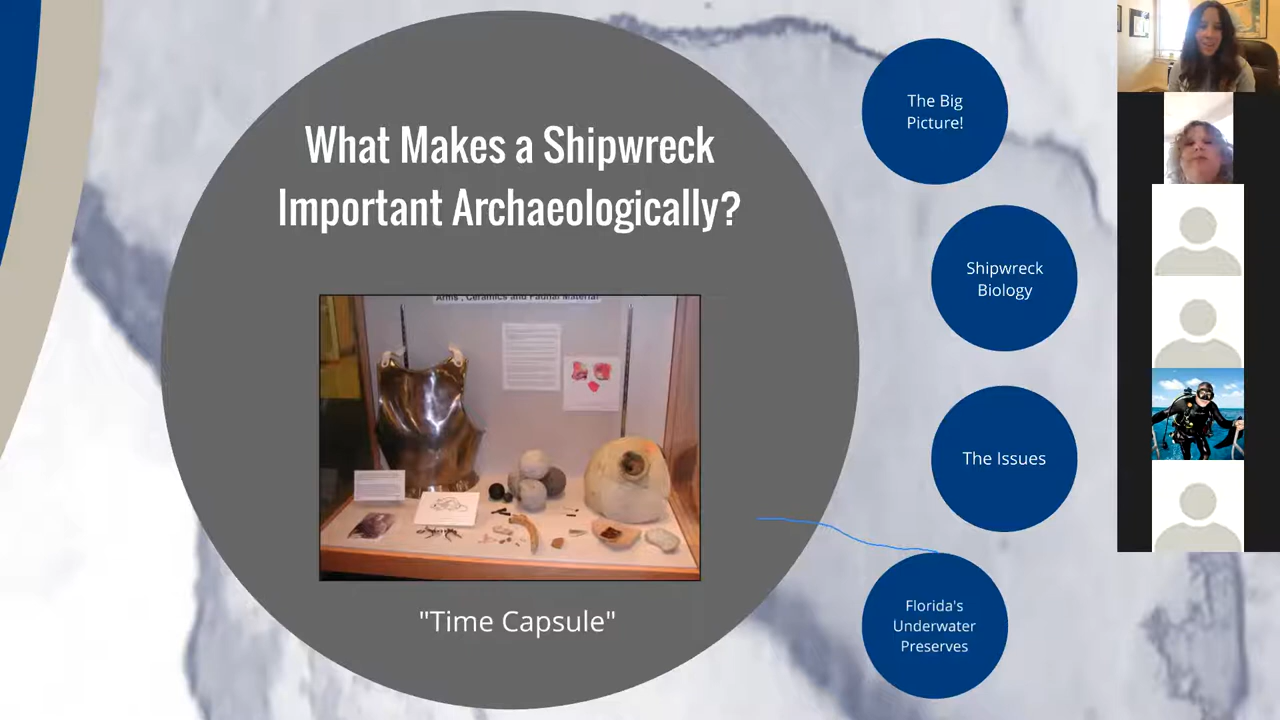 What Makes a Shipwreck
Important Archaeologically?
Arms , Ceramics and Faunal Material
"Time Capsule"
The Big
Picture!
Shipwreck
Biology
The Issues
Florida's
Underwater
Preserves